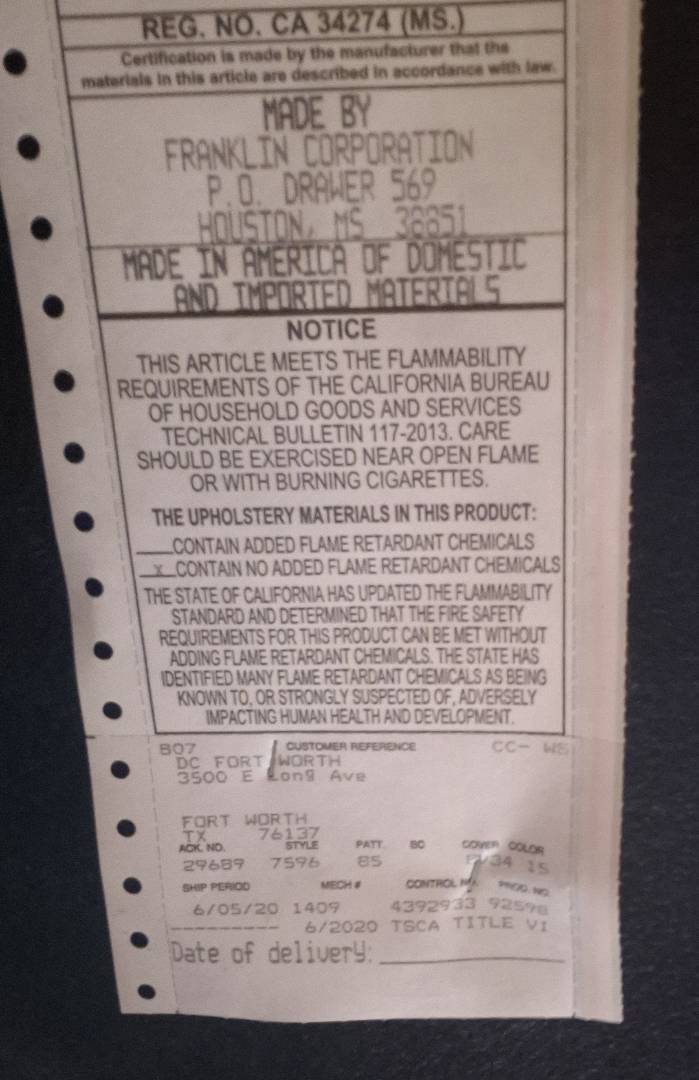 REG. NO. CA 34274 (MS.)
Certification is made by the manufacturer that the
materials in this article are described in accordance with law.
MADE BY
FRANKLIN CORPORATION
P.O. DRAWER 569
HOUSTON, MS 38851
MADE IN AMERICA OF DOMESTIC
AND IMPORTED MATERIALS
NOTICE
THIS ARTICLE MEETS THE FLAMMABILITY
REQUIREMENTS OF THE CALIFORNIA BUREAU
OF HOUSEHOLD GOODS AND SERVICES
TECHNICAL BULLETIN 117-2013. CARE
SHOULD BE EXERCISED NEAR OPEN FLAME
OR WITH BURNING CIGARETTES.
THE UPHOLSTERY MATERIALS IN THIS PRODUCT:
___CONTAIN ADDED FLAME RETARDANT CHEMICALS
_x_CONTAIN NO ADDED FLAME RETARDANT CHEMICALS
THE STATE OF CALIFORNIA HAS UPDATED THE FLAMMABILITY
STANDARD AND DETERMINED THAT THE FIRE SAFETY
REQUIREMENTS FOR THIS PRODUCT CAN BE MET WITHOUT
ADDING FLAME RETARDANT CHEMICALS. THE STATE HAS
IDENTIFIED MANY FLAME RETARDANT CHEMICALS AS BEING
KNOWN TO, OR STRONGLY SUSPECTED OF, ADVERSELY
IMPACTING HUMAN HEALTH AND DEVELOPMENT.
B07 CUSTOMER REFERENCE CC- WS
DC FORT WORTH
3500 E Long Ave
FORT WORTH
TX 76137
ACK. NO. STYLE PATT. BC COVER COLOR
29689 7596 85 34 15
SHIP PERIOD MECH # CONTROL PROD. NO.
6/05/20 1409 4392933 92598
--------- 6/2020 TSCA TITLE VI
Date of delivery: ____________